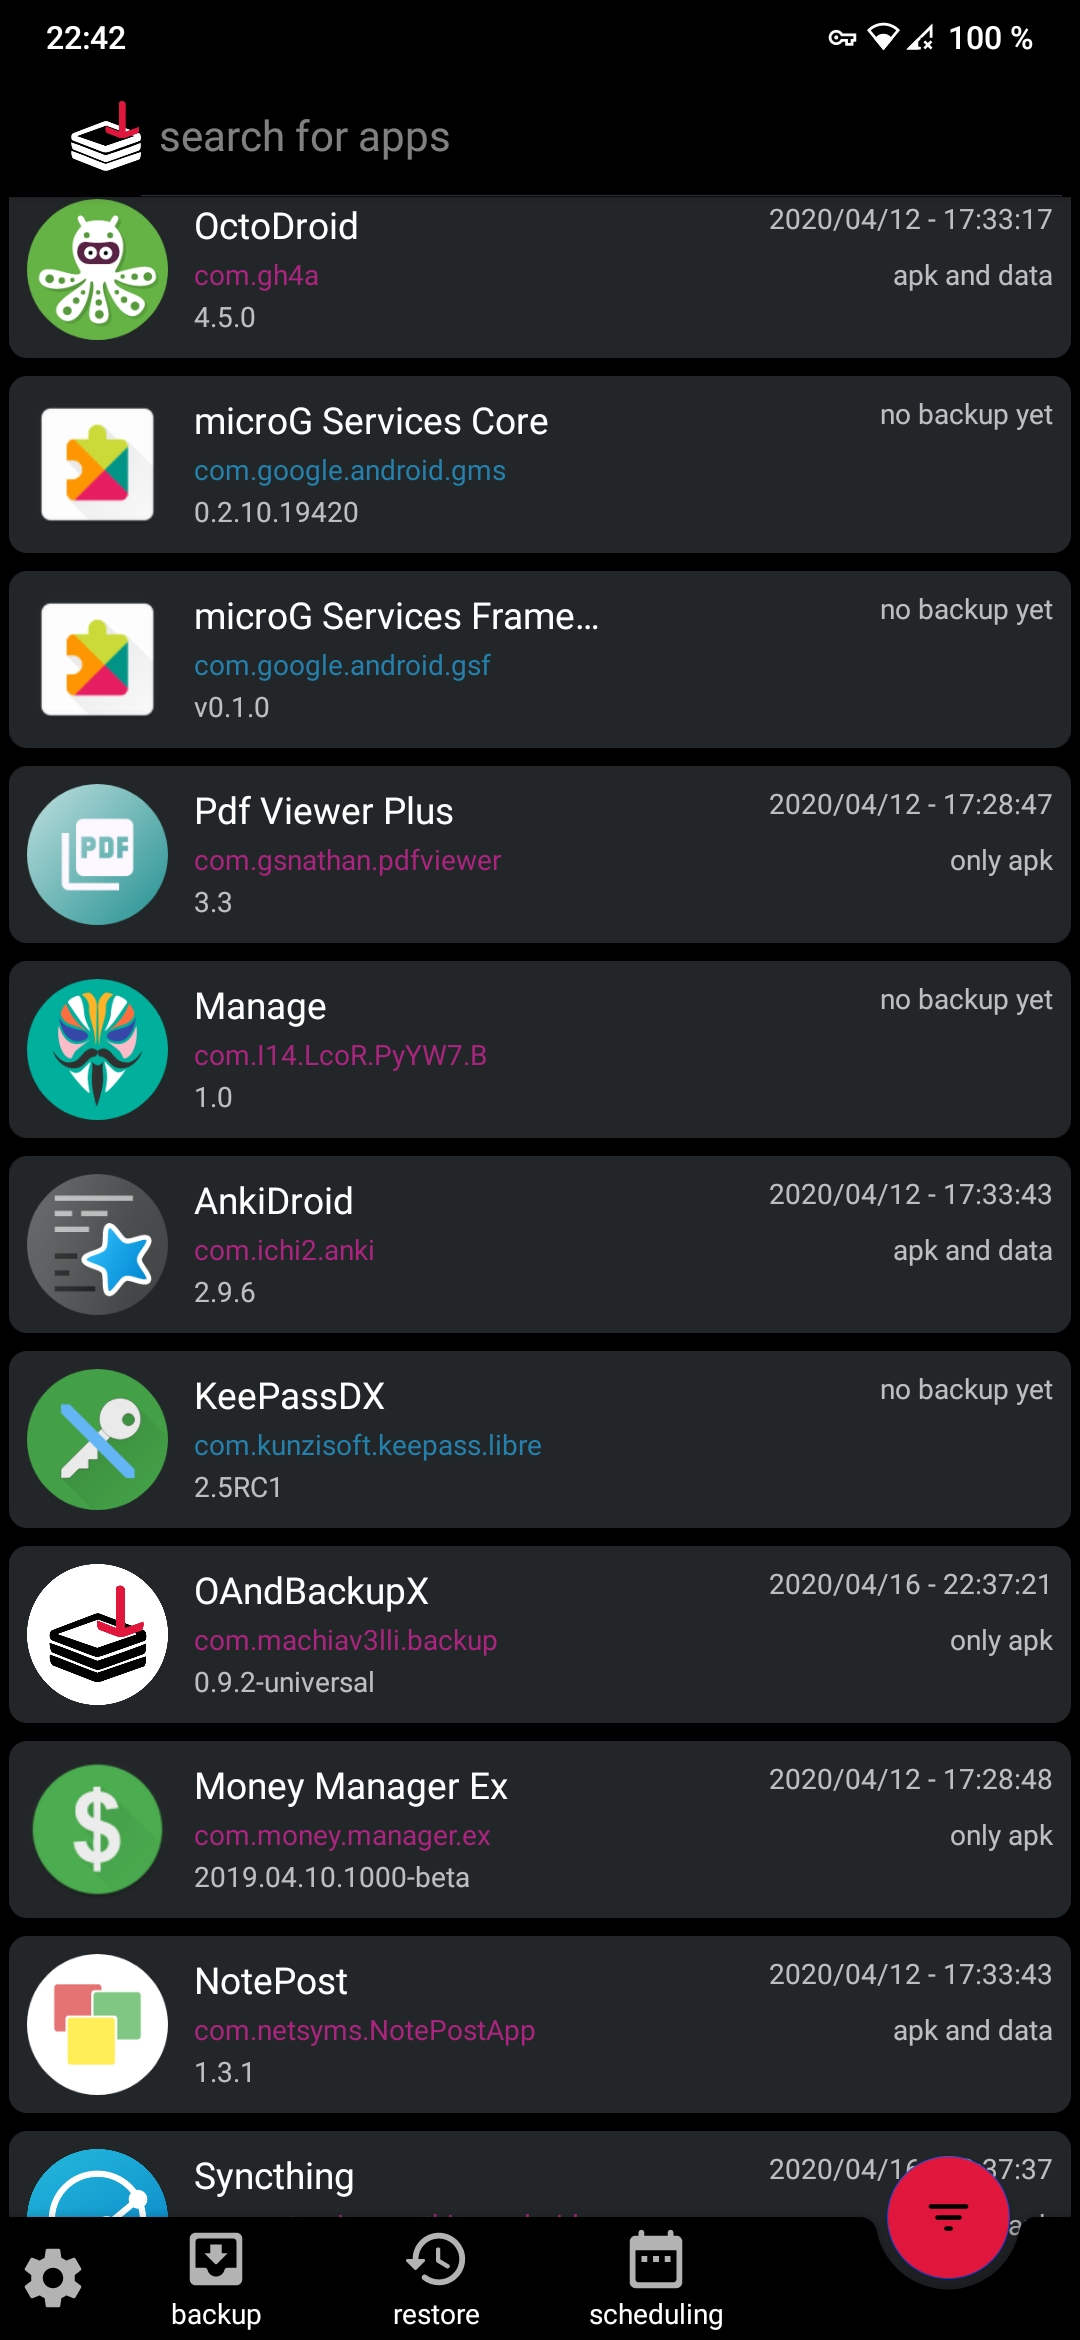 22:42
100 %
search for apps
OctoDroid
2020/04/12 - 17:33:17
com.gh4a
apk and data
4.5.0
microG Services Core
no backup yet
com.google.android.gms
0.2.10.19420
microG Services Frame…
no backup yet
com.google.android.gsf
v0.1.0
PDF
Pdf Viewer Plus
2020/04/12 - 17:28:47
com.gsnathan.pdfviewer
only apk
3.3
Manage
no backup yet
com.I14.LcoR.PyYW7.B
1.0
AnkiDroid
2020/04/12 - 17:33:43
com.ichi2.anki
apk and data
2.9.6
KeePassDX
no backup yet
com.kunzisoft.keepass.libre
2.5RC1
OAndBackupX
2020/04/16 - 22:37:21
com.machiav3lli.backup
only apk
0.9.2-universal
$
Money Manager Ex
2020/04/12 - 17:28:48
com.money.manager.ex
only apk
2019.04.10.1000-beta
NotePost
2020/04/12 - 17:33:43
com.netsyms.NotePostApp
apk and data
1.3.1
Syncthing
2020/04/16 37:37
backup
restore
scheduling